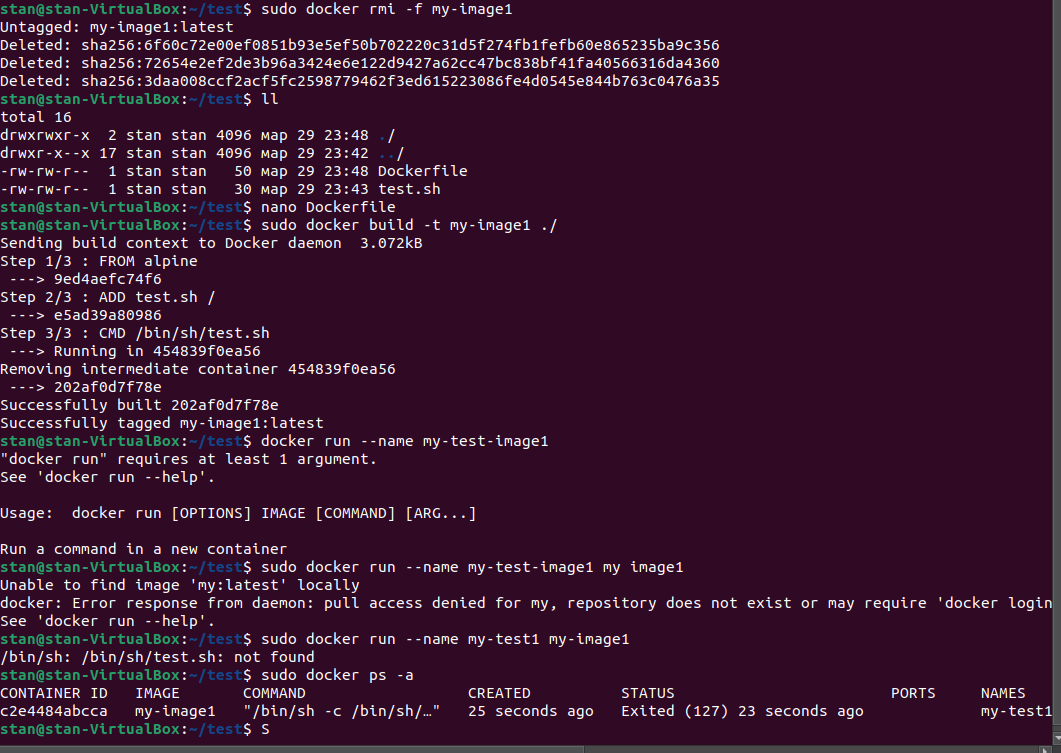 stan@stan-VirtualBox:~/test$ sudo docker rmi -f my-image1
Untagged: my-image1:latest
Deleted: sha256:6f60c72e00ef0851b93e5ef50b702220c31d5f274fb1fefb60e865235ba9c356
Deleted: sha256:72654e2ef2de3b96a3424e6e122d9427a62cc47bc838bf41fa40566316da4360
Deleted: sha256:3daa008ccf2acf5fc2598779462f3ed615223086fe4d0545e844b763c0476a35
stan@stan-VirtualBox:~/test$ ll
total 16
drwxrwxr-x  2 stan stan 4096 мар 29 23:48 ./
drwxr-x--x 17 stan stan 4096 мар 29 23:42 ../
-rw-rw-r--  1 stan stan   50 мар 29 23:48 Dockerfile
-rw-rw-r--  1 stan stan   30 мар 29 23:43 test.sh
stan@stan-VirtualBox:~/test$ nano Dockerfile
stan@stan-VirtualBox:~/test$ sudo docker build -t my-image1 ./
Sending build context to Docker daemon  3.072kB
Step 1/3 : FROM alpine
 ---> 9ed4aefc74f6
Step 2/3 : ADD test.sh /
 ---> e5ad39a80986
Step 3/3 : CMD /bin/sh/test.sh
 ---> Running in 454839f0ea56
Removing intermediate container 454839f0ea56
 ---> 202af0d7f78e
Successfully built 202af0d7f78e
Successfully tagged my-image1:latest
stan@stan-VirtualBox:~/test$ docker run --name my-test-image1
"docker run" requires at least 1 argument.
See 'docker run --help'.
Usage:  docker run [OPTIONS] IMAGE [COMMAND] [ARG...]
Run a command in a new container
stan@stan-VirtualBox:~/test$ sudo docker run --name my-test-image1 my image1
Unable to find image 'my:latest' locally
docker: Error response from daemon: pull access denied for my, repository does not exist or may require 'docker login
See 'docker run --help'.
stan@stan-VirtualBox:~/test$ sudo docker run --name my-test1 my-image1
/bin/sh: /bin/sh/test.sh: not found
stan@stan-VirtualBox:~/test$ sudo docker ps -a
CONTAINER ID   IMAGE       COMMAND                  CREATED          STATUS                        PORTS     NAMES
c2e4484abcca   my-image1   "/bin/sh -c /bin/sh/…"   25 seconds ago   Exited (127) 23 seconds ago             my-test1
stan@stan-VirtualBox:~/test$ S